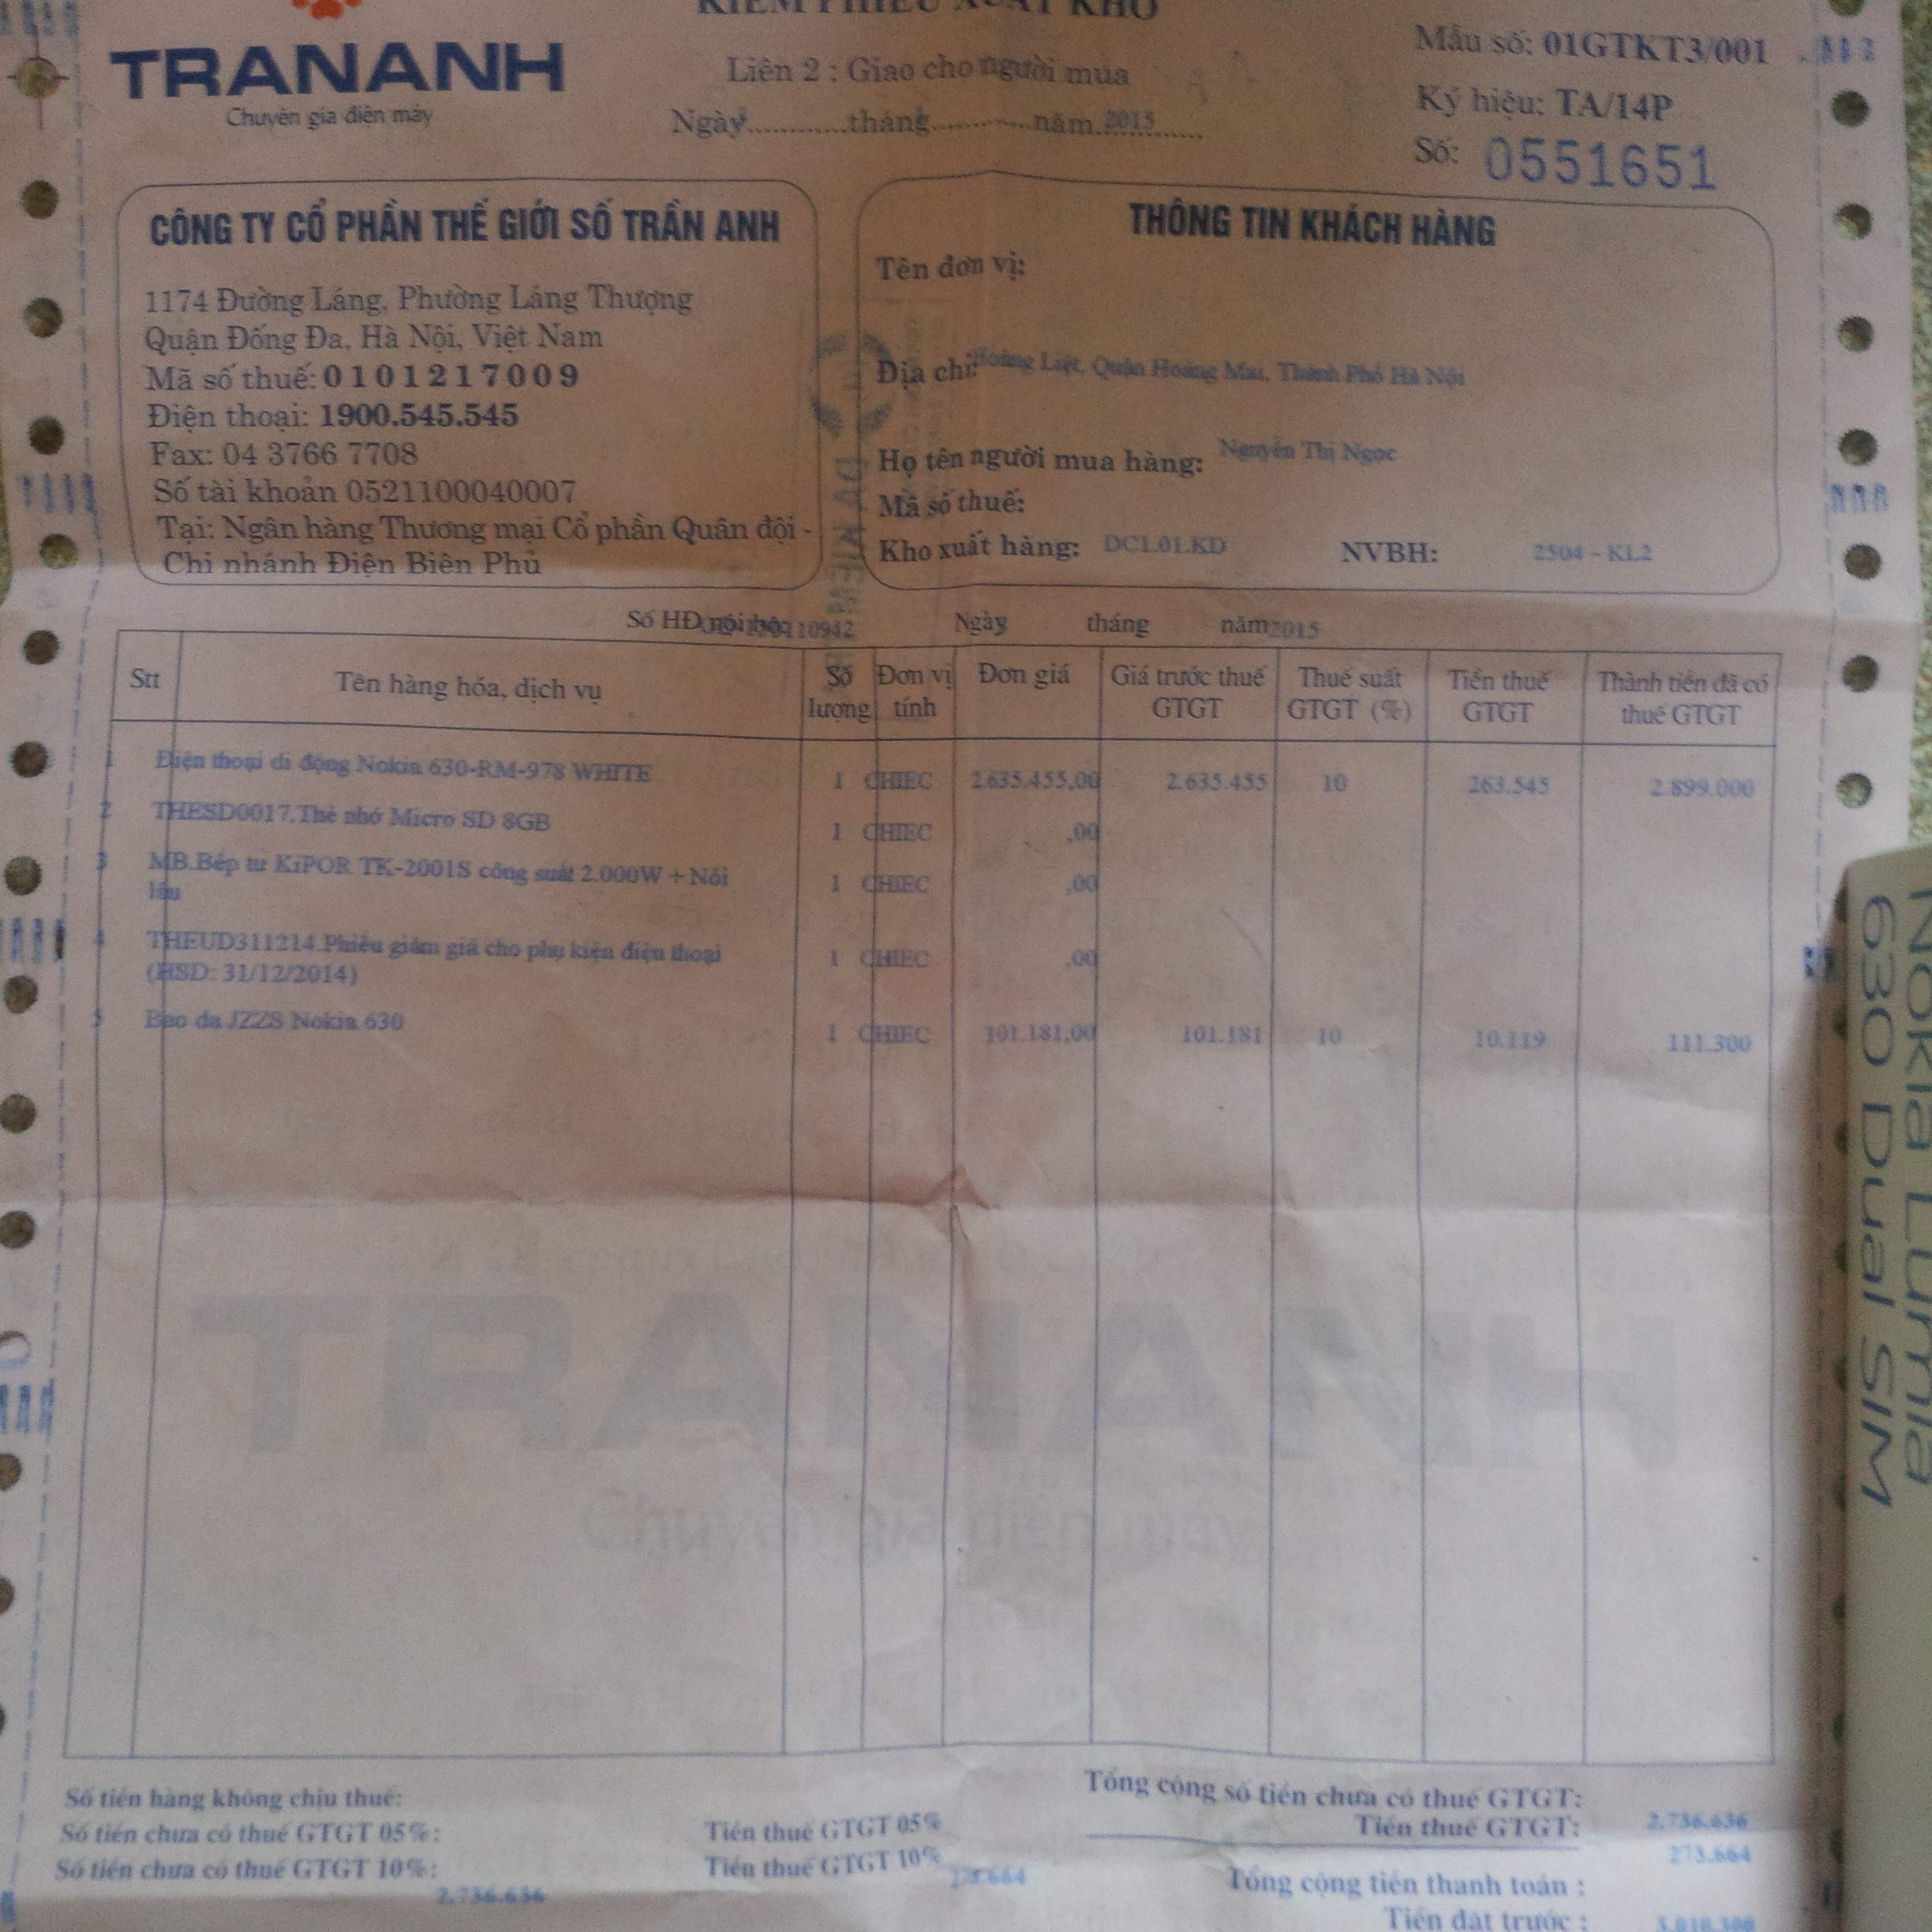 KIÊM PHIẾU XUẤT KHO
TRANANH
Chuyên gia điện máy
Liên 2 : Giao cho người mua
Ngày............tháng............năm.2015......
Mẫu số: 01GTKT3/001
Ký hiệu: TA/14P
Số: 0551651
CÔNG TY CỔ PHẦN THẾ GIỚI SỐ TRẦN ANH
1174 Đường Láng, Phường Láng Thượng
Quận Đống Đa, Hà Nội, Việt Nam
Mã số thuế: 0101217009
Điện thoại: 1900.545.545
Fax: 04 3766 7708
Số tài khoản 0521100040007
Tại: Ngân hàng Thương mại Cổ phần Quân đội -
Chi nhánh Điện Biên Phủ
THÔNG TIN KHÁCH HÀNG
Tên đơn vị:
Địa chỉ: Hoàng Liệt, Quận Hoàng Mai, Thành Phố Hà Nội
Họ tên người mua hàng: Nguyễn Thị Ngọc
Mã số thuế:
Kho xuất hàng: DC1.01.KD NVBH: 2504 - KL2
Số HĐ nội bộ: Ngày tháng năm 2015
Stt Tên hàng hóa, dịch vụ Số lượng Đơn vị tính Đơn giá Giá trước thuế GTGT Thuế suất GTGT (%) Tiền thuế GTGT Thành tiền đã có thuế GTGT
1 Điện thoại di động Nokia 630-RM-978 WHITE 1 CHIEC 2.635.455,00 2.635.455 10 263.545 2.899.000
2 THESD0017.Thẻ nhớ Micro SD 8GB 1 CHIEC ,00
3 MB.Bếp từ KiPOR TK-2001S công suất 2.000W + Nồi 1 CHIEC ,00
lẩu
4 THEUD311214.Phiếu giảm giá cho phụ kiện điện thoại 1 CHIEC ,00
(HSD: 31/12/2014)
5 Bao da JZZS Nokia 630 1 CHIEC 101.181,00 101.181 10 10.119 111.300
TRANANH
Chuyên gia điện máy
Số tiền hàng không chịu thuế:
Số tiền chưa có thuế GTGT 05%: Tiền thuế GTGT 05%
Số tiền chưa có thuế GTGT 10%: 2.736.636 Tiền thuế GTGT 10% 273.664
Tổng cộng số tiền chưa có thuế GTGT: 2.736.636
Tiền thuế GTGT: 273.664
Tổng cộng tiền thanh toán : 3.010.300
Tiền đặt trước :
Nokia Lumia
630 Dual SIM